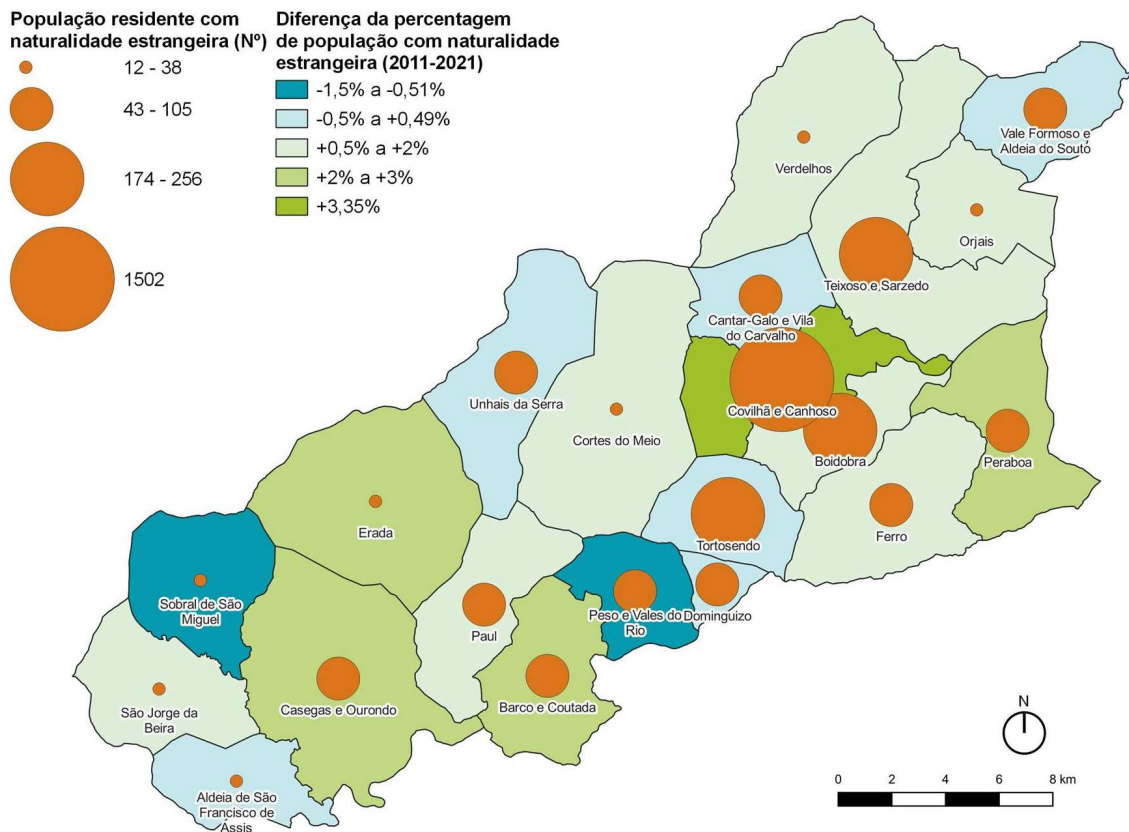 População residente com
naturalidade estrangeira (Nº)
12 - 38
43 - 105
174 - 256
1502
Diferença da percentagem
de população com naturalidade
estrangeira (2011-2021)
-1,5% a -0,51%
-0,5% a +0,49%
+0,5% a +2%
+2% a +3%
+3,35%
Vale Formoso e
Aldeia do Souto
Verdelhos
Orjais
Teixoso e Sarzedo
Cantar-Galo e Vila
do Carvalho
Unhais da Serra
Covilhã e Canhoso
Cortes do Meio
Boidobra
Peraboa
Erada
Ferro
Tortosendo
Sobral de São
Miguel
Peso e Vales do
Rio
Dominguizo
Paul
São Jorge da
Beira
Casegas e Ourondo
Barco e Coutada
Aldeia de São
Francisco de
Assis
N
0 2 4 6 8 km